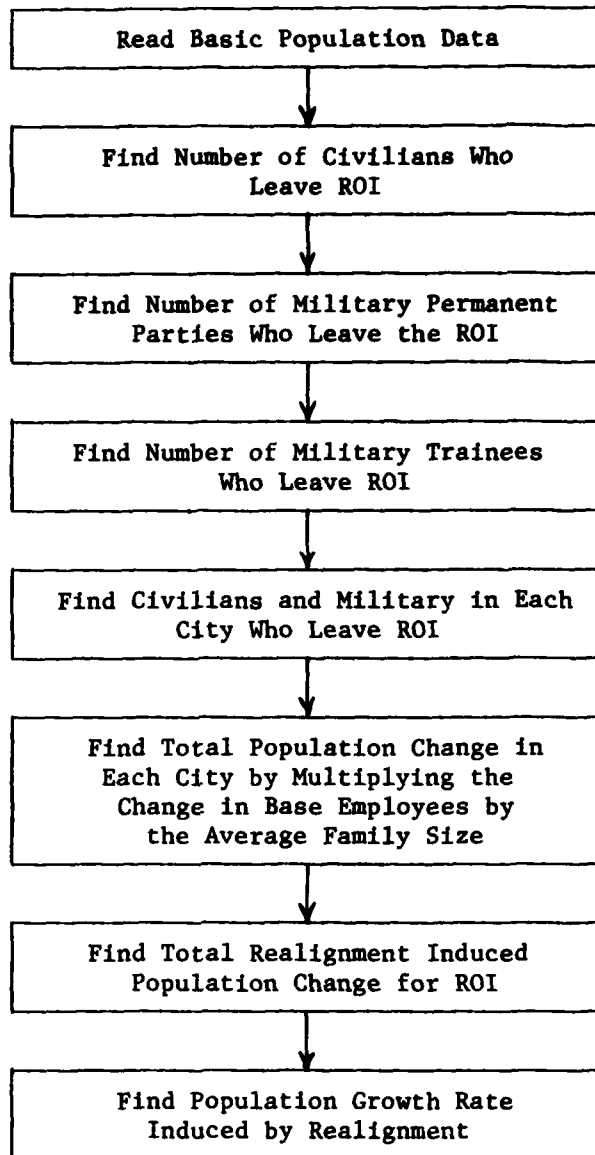 Read Basic Population Data
Find Number of Civilians Who
Leave ROI
Find Number of Military Permanent
Parties Who Leave the ROI
Find Number of Military Trainees
Who Leave ROI
Find Civilians and Military in Each
City Who Leave ROI
Find Total Population Change in
Each City by Multiplying the
Change in Base Employees by
the Average Family Size
Find Total Realignment Induced
Population Change for ROI
Find Population Growth Rate
Induced by Realignment